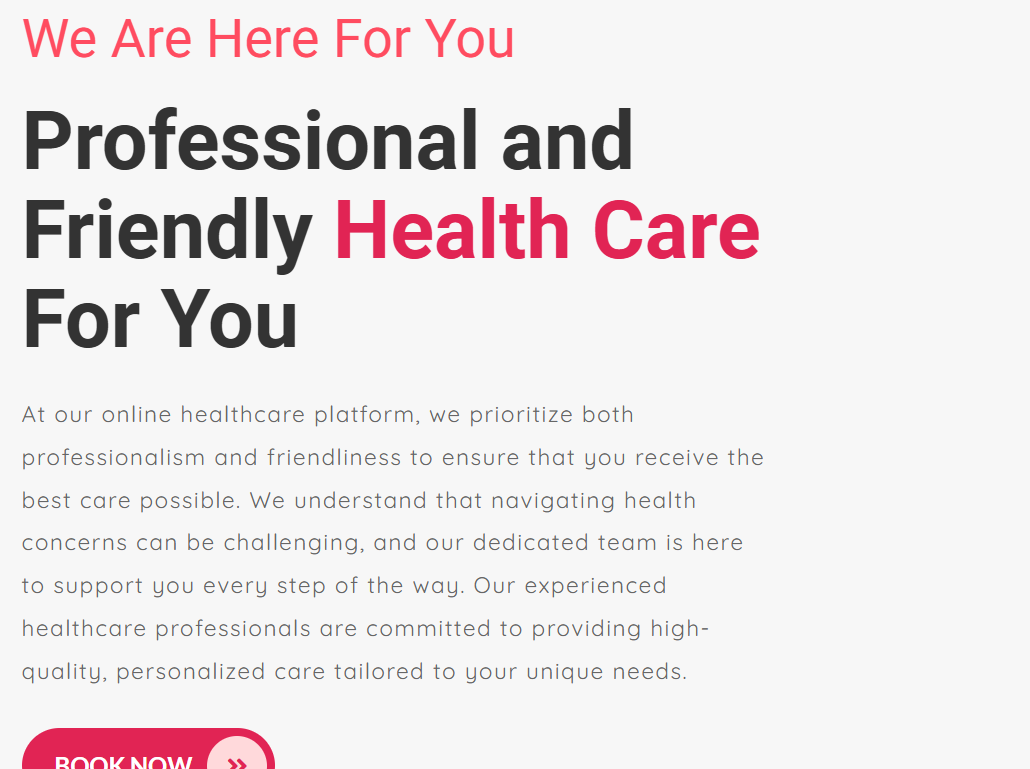 We Are Here For You
Professional and
Friendly Health Care
For You
At our online healthcare platform, we prioritize both
professionalism and friendliness to ensure that you receive the
best care possible. We understand that navigating health
concerns can be challenging, and our dedicated team is here
to support you every step of the way. Our experienced
healthcare professionals are committed to providing high-
quality, personalized care tailored to your unique needs.
BOOK NOW »